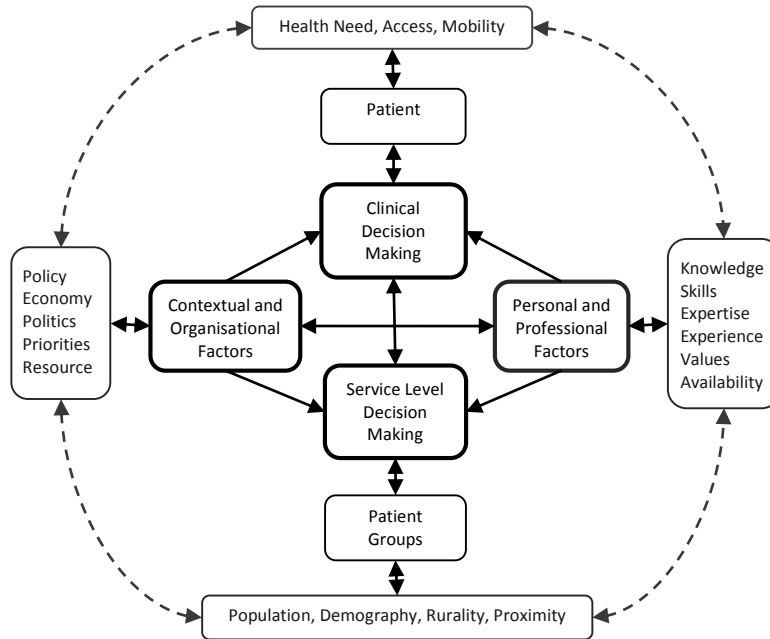 Health Need, Access, Mobility
Patient
Clinical
Decision
Making
Policy
Economy
Politics
Priorities
Resource
Contextual and
Organisational
Factors
Personal and
Professional
Factors
Knowledge
Skills
Expertise
Experience
Values
Availability
Service Level
Decision
Making
Patient
Groups
Population, Demography, Rurality, Proximity